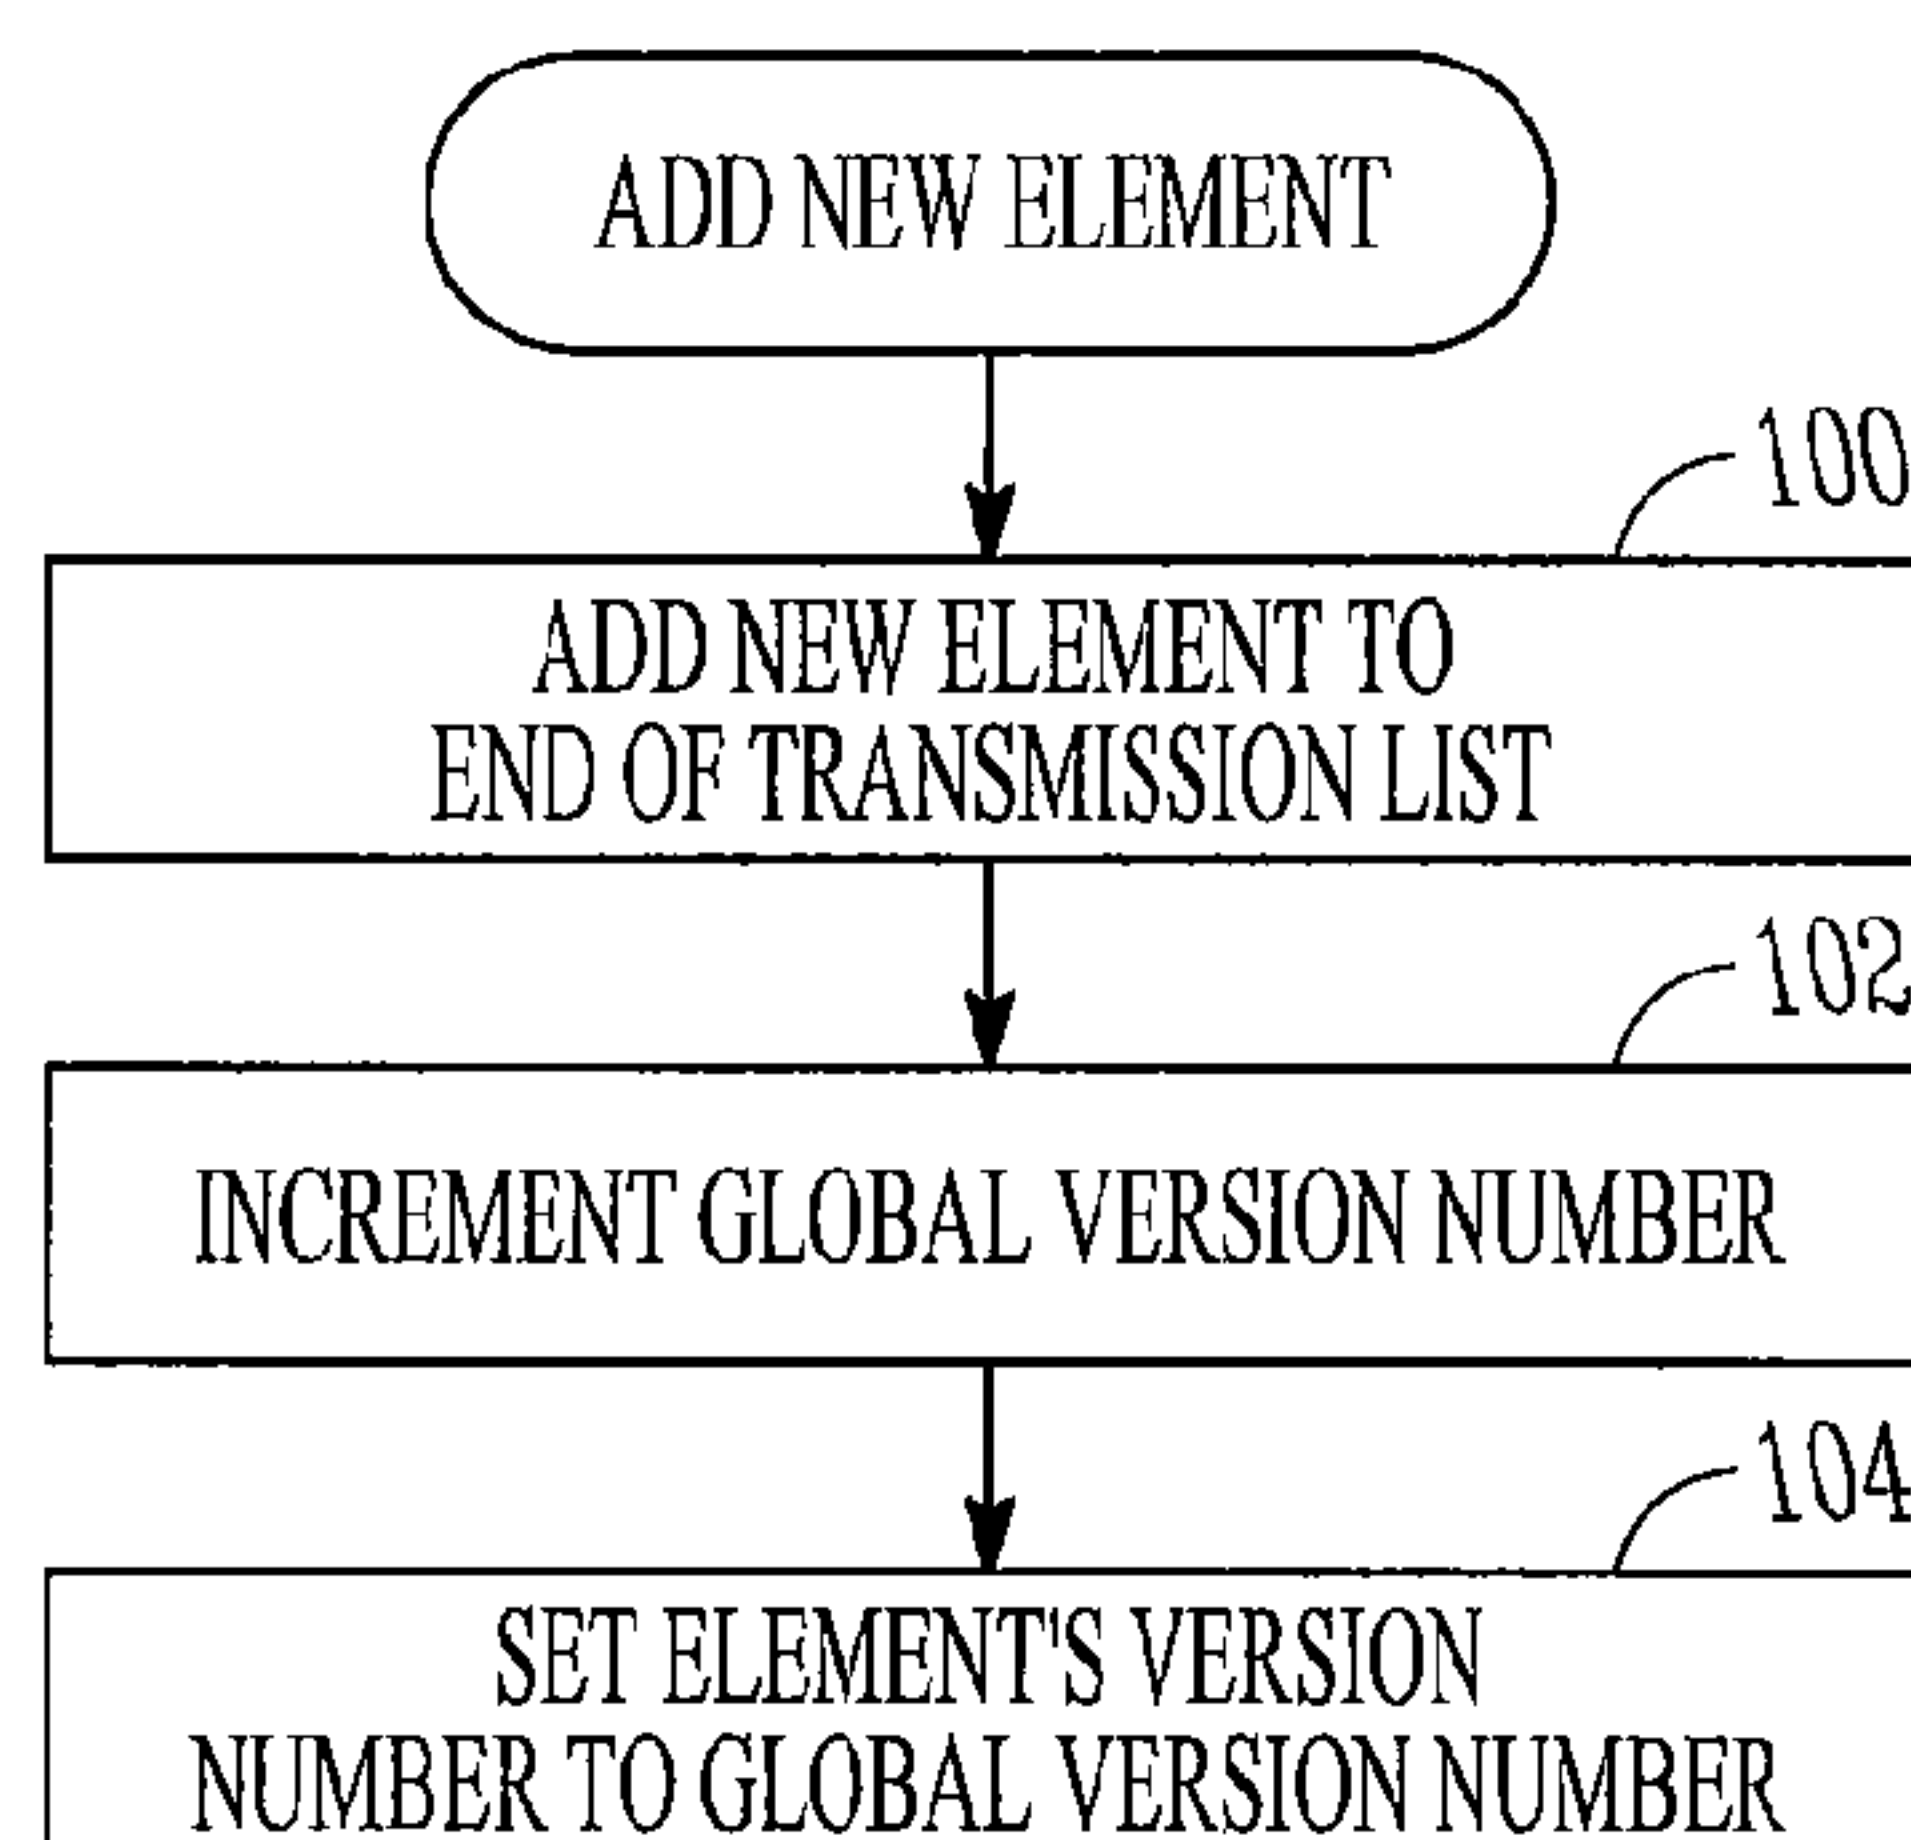 ADD NEW ELEMENT
100
ADD NEW ELEMENT TO
END OF TRANSMISSION LIST
102
INCREMENT GLOBAL VERSION NUMBER
104
SET ELEMENT'S VERSION
NUMBER TO GLOBAL VERSION NUMBER